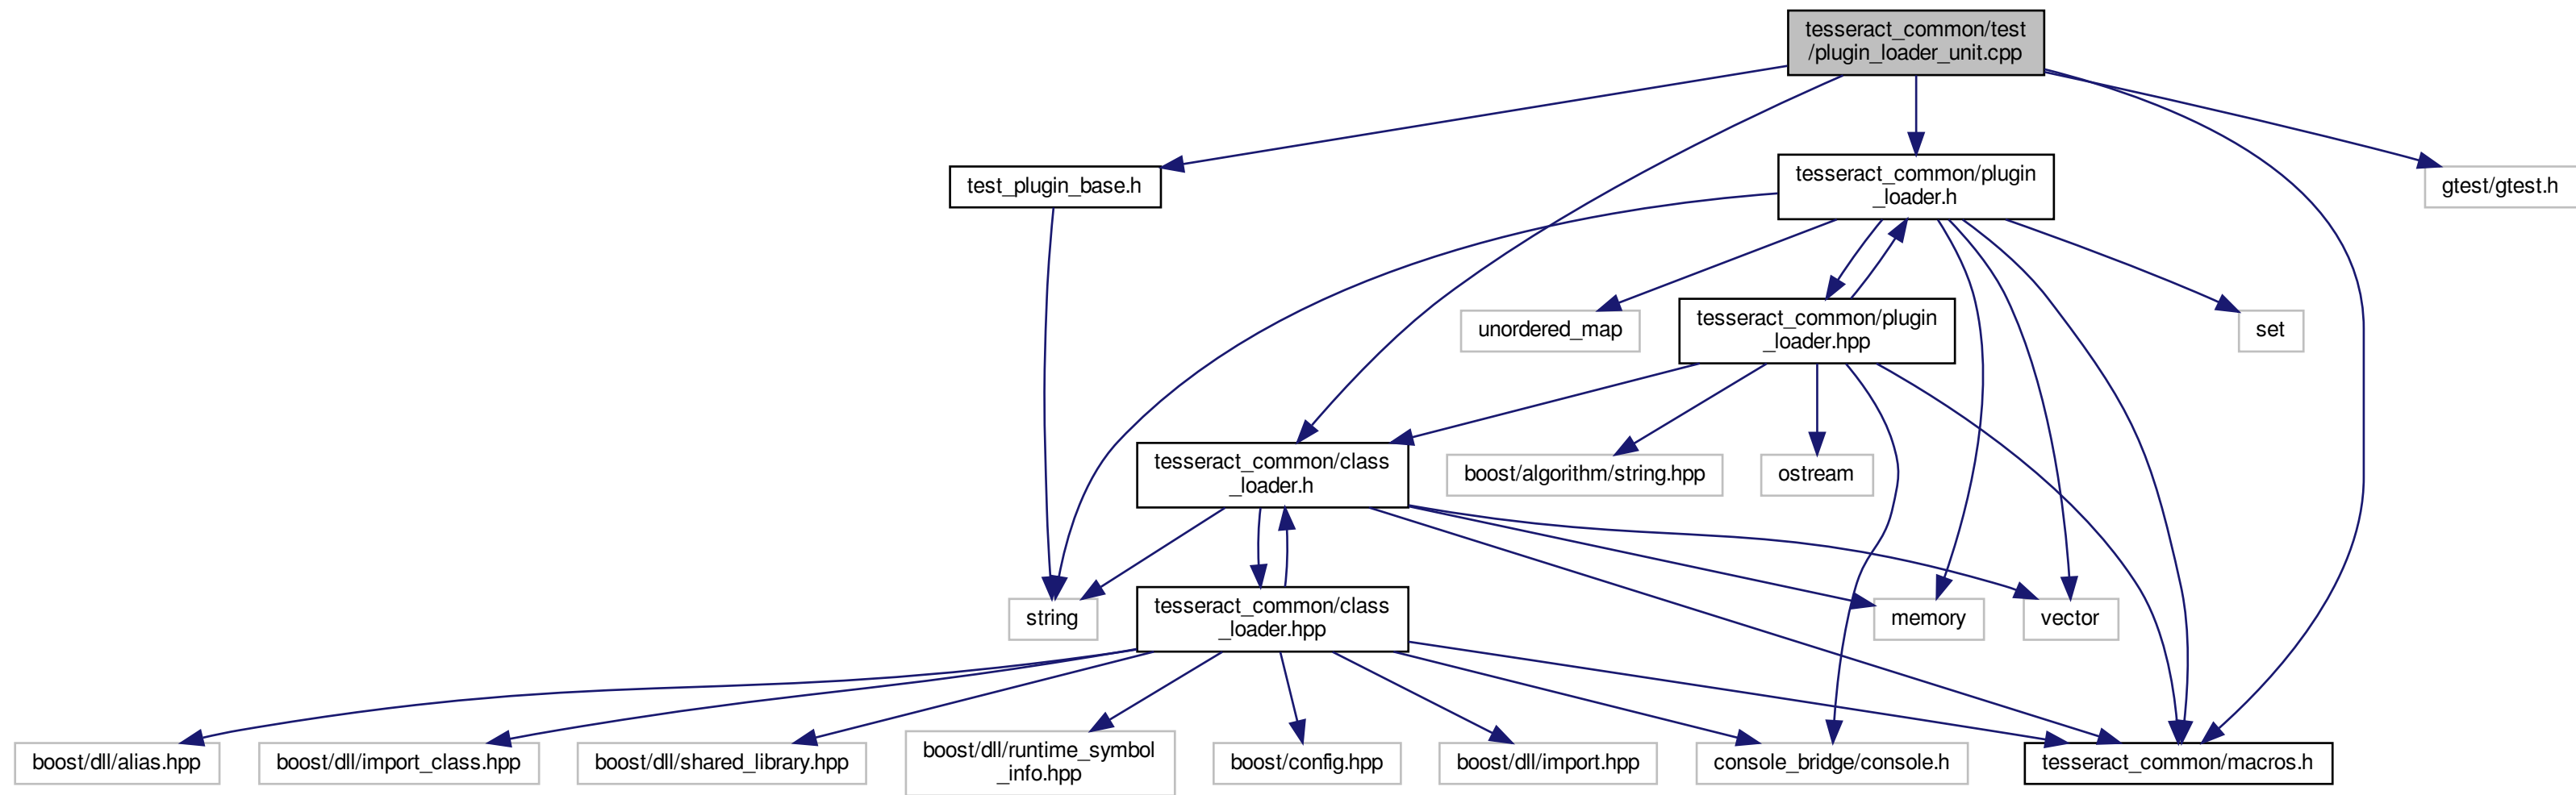 tesseract_common/test
/plugin_loader_unit.cpp
test_plugin_base.h
tesseract_common/plugin
_loader.h
gtest/gtest.h
unordered_map
tesseract_common/plugin
_loader.hpp
set
tesseract_common/class
_loader.h
boost/algorithm/string.hpp
ostream
string
tesseract_common/class
_loader.hpp
memory
vector
boost/dll/alias.hpp
boost/dll/import_class.hpp
boost/dll/shared_library.hpp
boost/dll/runtime_symbol
_info.hpp
boost/config.hpp
boost/dll/import.hpp
console_bridge/console.h
tesseract_common/macros.h